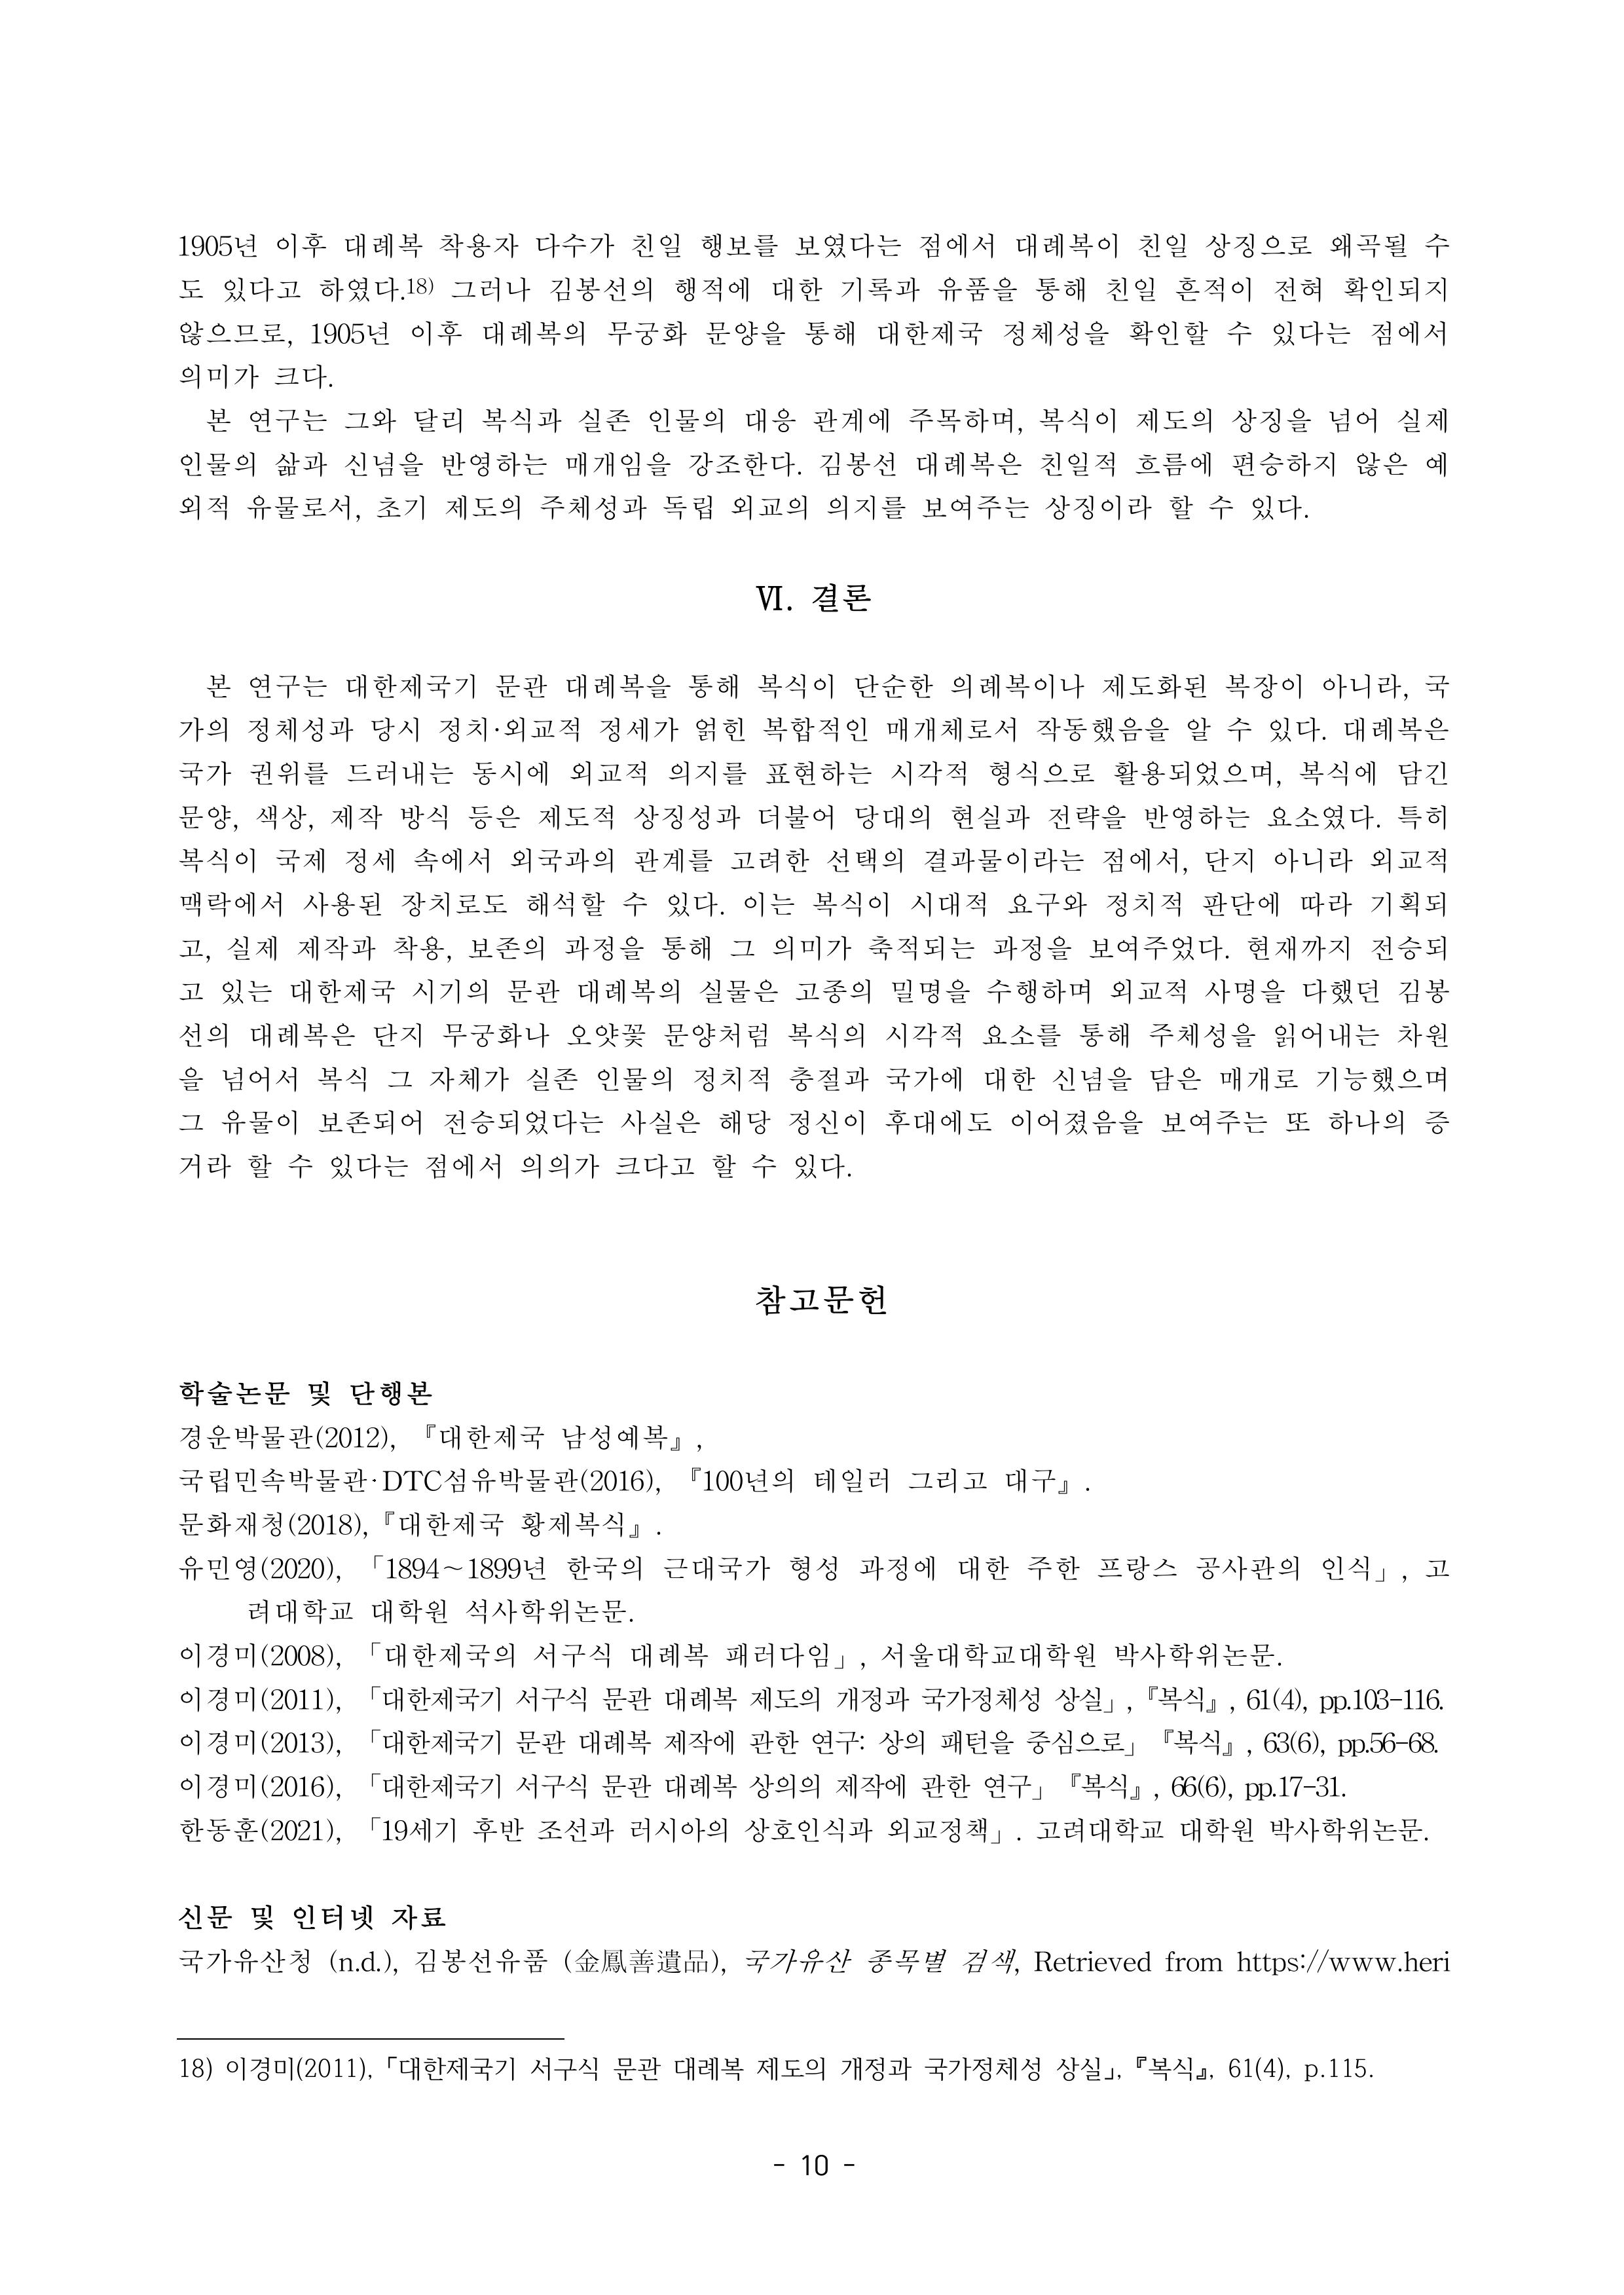 1905년 이후 대례복 착용자 다수가 친일 행보를 보였다는 점에서 대례복이 친일 상징으로 왜곡될 수
도 있다고 하였다.18) 그러나 김봉선의 행적에 대한 기록과 유품을 통해 친일 흔적이 전혀 확인되지
않으므로, 1905년 이후 대례복의 무궁화 문양을 통해 대한제국 정체성을 확인할 수 있다는 점에서
의미가 크다.
본 연구는 그와 달리 복식과 실존 인물의 대응 관계에 주목하며, 복식이 제도의 상징을 넘어 실제
인물의 삶과 신념을 반영하는 매개임을 강조한다. 김봉선 대례복은 친일적 흐름에 편승하지 않은 예
외적 유물로서, 초기 제도의 주체성과 독립 외교의 의지를 보여주는 상징이라 할 수 있다.
Ⅵ. 결론
본 연구는 대한제국기 문관 대례복을 통해 복식이 단순한 의례복이나 제도화된 복장이 아니라, 국
가의 정체성과 당시 정치·외교적 정세가 얽힌 복합적인 매개체로서 작동했음을 알 수 있다. 대례복은
국가 권위를 드러내는 동시에 외교적 의지를 표현하는 시각적 형식으로 활용되었으며, 복식에 담긴
문양, 색상, 제작 방식 등은 제도적 상징성과 더불어 당대의 현실과 전략을 반영하는 요소였다. 특히
복식이 국제 정세 속에서 외국과의 관계를 고려한 선택의 결과물이라는 점에서, 단지 아니라 외교적
맥락에서 사용된 장치로도 해석할 수 있다. 이는 복식이 시대적 요구와 정치적 판단에 따라 기획되
고, 실제 제작과 착용, 보존의 과정을 통해 그 의미가 축적되는 과정을 보여주었다. 현재까지 전승되
고 있는 대한제국 시기의 문관 대례복의 실물은 고종의 밀명을 수행하며 외교적 사명을 다했던 김봉
선의 대례복은 단지 무궁화나 오얏꽃 문양처럼 복식의 시각적 요소를 통해 주체성을 읽어내는 차원
을 넘어서 복식 그 자체가 실존 인물의 정치적 충절과 국가에 대한 신념을 담은 매개로 기능했으며
그 유물이 보존되어 전승되었다는 사실은 해당 정신이 후대에도 이어졌음을 보여주는 또 하나의 증
거라 할 수 있다는 점에서 의의가 크다고 할 수 있다.
참고문헌
학술논문 및 단행본
경운박물관(2012), 『대한제국 남성예복』,
국립민속박물관·DTC섬유박물관(2016), 『100년의 테일러 그리고 대구』.
문화재청(2018),『대한제국 황제복식』.
유민영(2020), 「1894～1899년 한국의 근대국가 형성 과정에 대한 주한 프랑스 공사관의 인식」, 고
려대학교 대학원 석사학위논문.
이경미(2008), 「대한제국의 서구식 대례복 패러다임」, 서울대학교대학원 박사학위논문.
이경미(2011), 「대한제국기 서구식 문관 대례복 제도의 개정과 국가정체성 상실」,『복식』, 61(4), pp.103-116.
이경미(2013), 「대한제국기 문관 대례복 제작에 관한 연구: 상의 패턴을 중심으로」『복식』, 63(6), pp.56-68.
이경미(2016), 「대한제국기 서구식 문관 대례복 상의의 제작에 관한 연구」『복식』, 66(6), pp.17-31.
한동훈(2021), 「19세기 후반 조선과 러시아의 상호인식과 외교정책」. 고려대학교 대학원 박사학위논문.
신문 및 인터넷 자료
국가유산청 (n.d.), 김봉선유품 (金鳳善遺品), 국가유산 종목별 검색, Retrieved from https://www.heri
18) 이경미(2011),「대한제국기 서구식 문관 대례복 제도의 개정과 국가정체성 상실」,『복식』, 61(4), p.115.
- 10 -